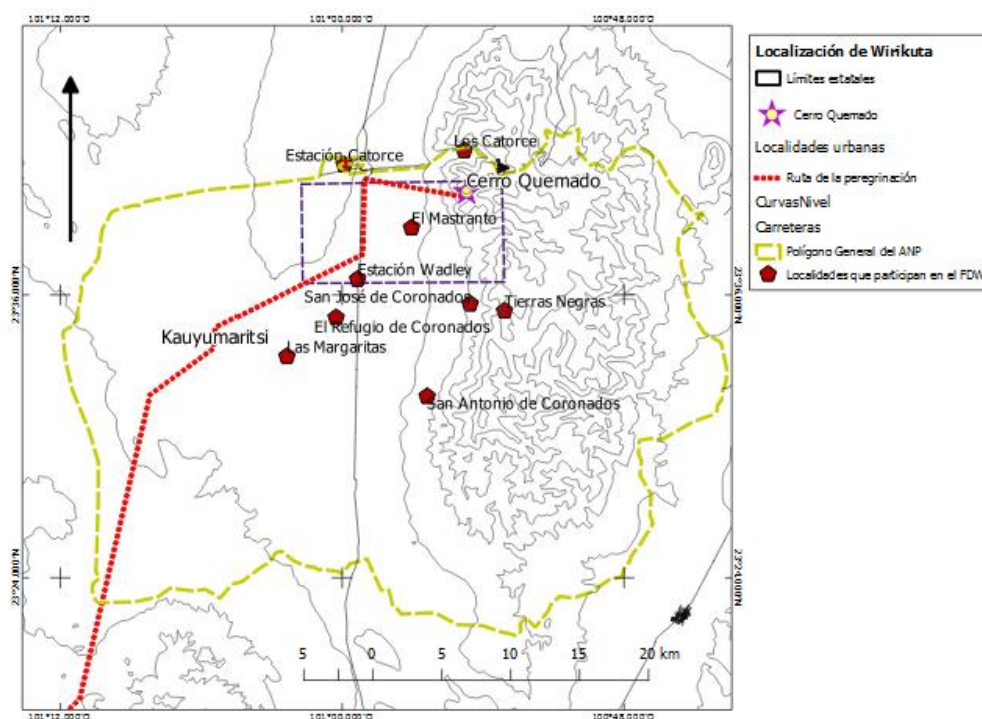 101°12.000'O
101°00.000'O
100°48.000'O
Localización de Wirikuta
Límites estatales
Cerro Quemado
Localidades urbanas
Ruta de la peregrinación
CurvasNivel
Carreteras
Polígono General del ANP
Localidades que participan en el FDW
Los Catorce
Estación Catorce
Cerro Quemado
El Mastranto
Estación Wadley
San José de Coronados
Tierras Negras
El Refugio de Coronados
Kauyumaritsi
Las Margaritas
San Antonio de Coronados
23°36.000'N
23°36.000'N
23°24.000'N
23°24.000'N
5 0 5 10 15 20 km
101°12.000'O
101°00.000'O
100°48.000'O